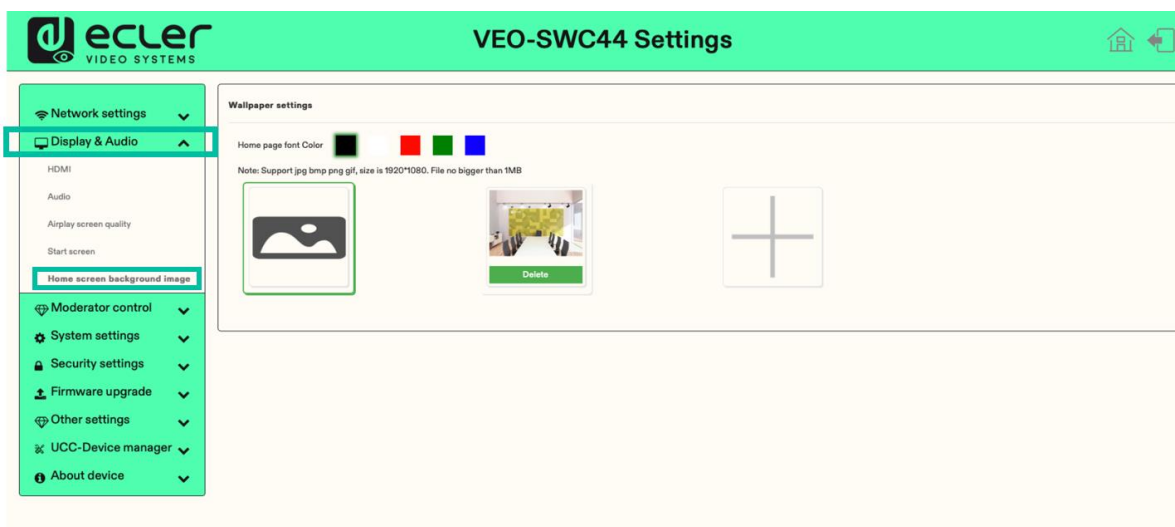 ecler
VIDEO SYSTEMS
VEO-SWC44 Settings
Network settings
Display & Audio
HDMI
Audio
Airplay screen quality
Start screen
Home screen background image
Moderator control
System settings
Security settings
Firmware upgrade
Other settings
UCC-Device manager
About device
Wallpaper settings
Home page font Color
Note: Support jpg bmp png gif, size is 1920*1080. File no bigger than 1MB
Delete